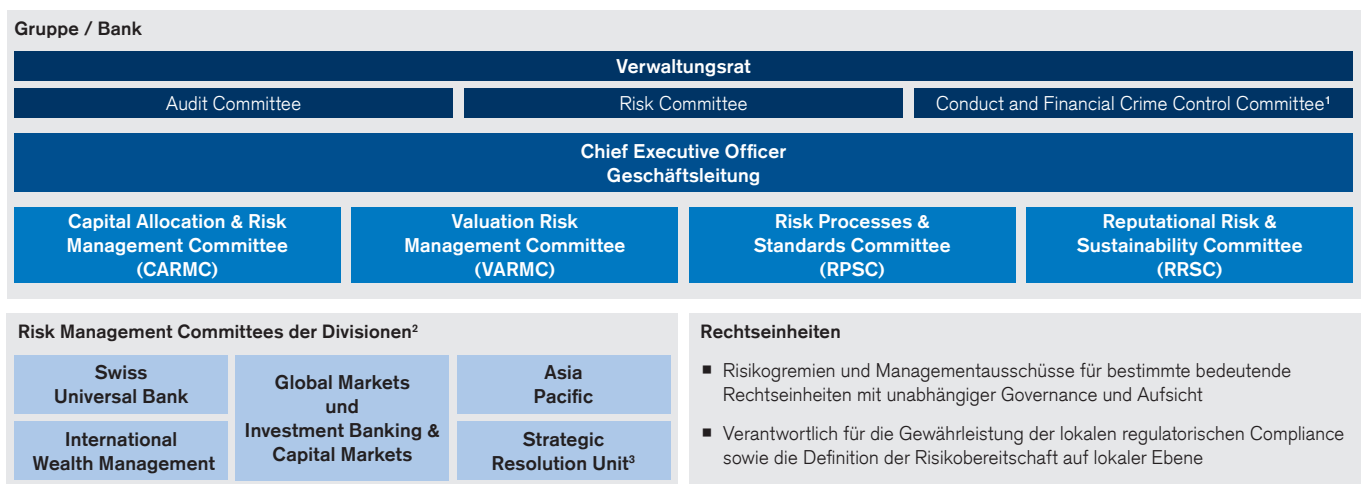 Gruppe / Bank
Verwaltungsrat
Audit Committee
Risk Committee
Conduct and Financial Crime Control Committee¹
Chief Executive Officer
Geschäftsleitung
Capital Allocation & Risk
Management Committee
(CARMC)
Valuation Risk
Management Committee
(VARMC)
Risk Processes &
Standards Committee
(RPSC)
Reputational Risk &
Sustainability Committee
(RRSC)
Risk Management Committees der Divisionen²
Swiss
Universal Bank
International
Wealth Management
Global Markets
und
Investment Banking &
Capital Markets
Asia
Pacific
Strategic
Resolution Unit³
Rechtseinheiten
▪ Risikogremien und Managementausschüsse für bestimmte bedeutende
Rechtseinheiten mit unabhängiger Governance und Aufsicht
▪ Verantwortlich für die Gewährleistung der lokalen regulatorischen Compliance
sowie die Definition der Risikobereitschaft auf lokaler Ebene